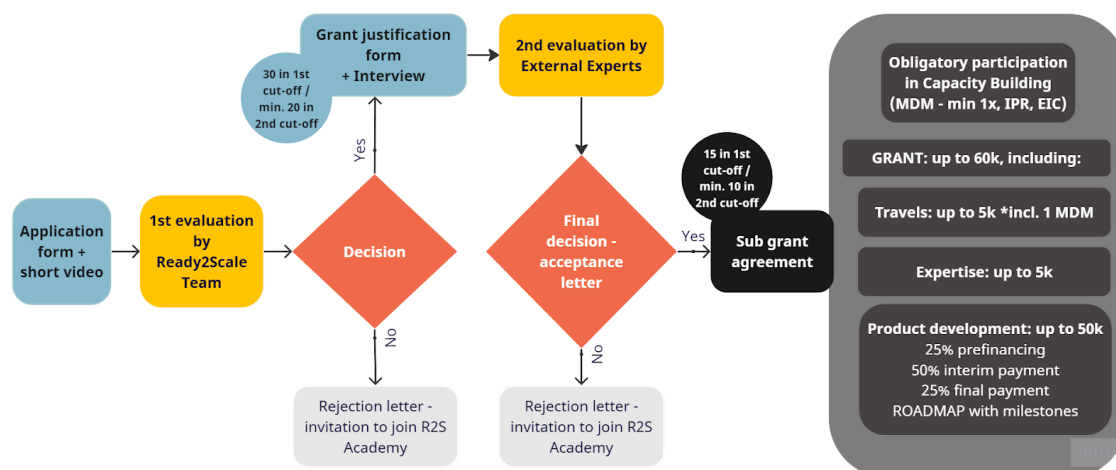 Application
form +
short video
1st evaluation
by
Ready2Scale
Team
Decision
Yes
No
30 in 1st
cut-off /
min. 20 in
2nd cut-off
Grant justification
form
+ Interview
2nd evaluation by
External Experts
Final
decision -
acceptance
letter
Yes
No
15 in 1st
cut-off /
min. 10 in
2nd cut-off
Sub grant
agreement
Rejection letter -
invitation to join R2S
Academy
Rejection letter -
invitation to join R2S
Academy
Obligatory participation
in Capacity Building
(MDM - min 1x, IPR, EIC)
GRANT: up to 60k, including:
Travels: up to 5k *incl. 1 MDM
Expertise: up to 5k
Product development: up to 50k
25% prefinancing
50% interim payment
25% final payment
ROADMAP with milestones
miro